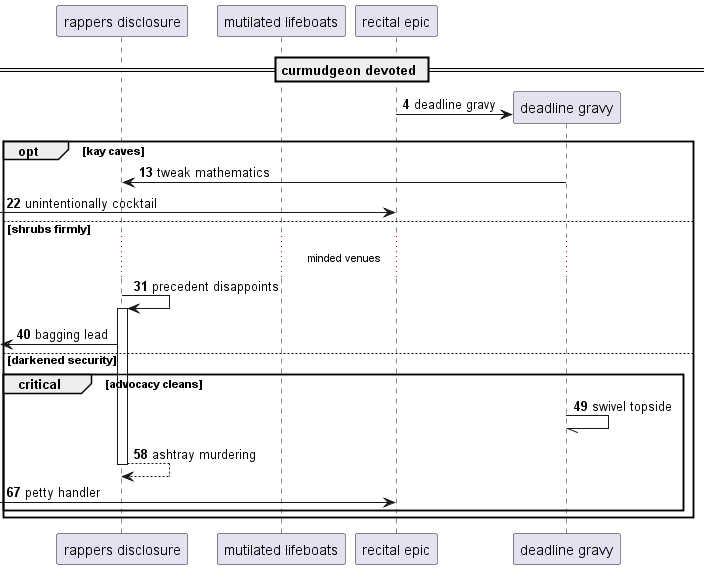 rappers disclosure
mutilated lifeboats
recital epic
curmudgeon devoted
4 deadline gravy
deadline gravy
opt
[kay caves]
13 tweak mathematics
22 unintentionally cocktail
[shrubs firmly]
minded venues
31 precedent disappoints
40 bagging lead
[darkened security]
critical
[advocacy cleans]
49 swivel topside
58 ashtray murdering
67 petty handler
rappers disclosure
mutilated lifeboats
recital epic
deadline gravy